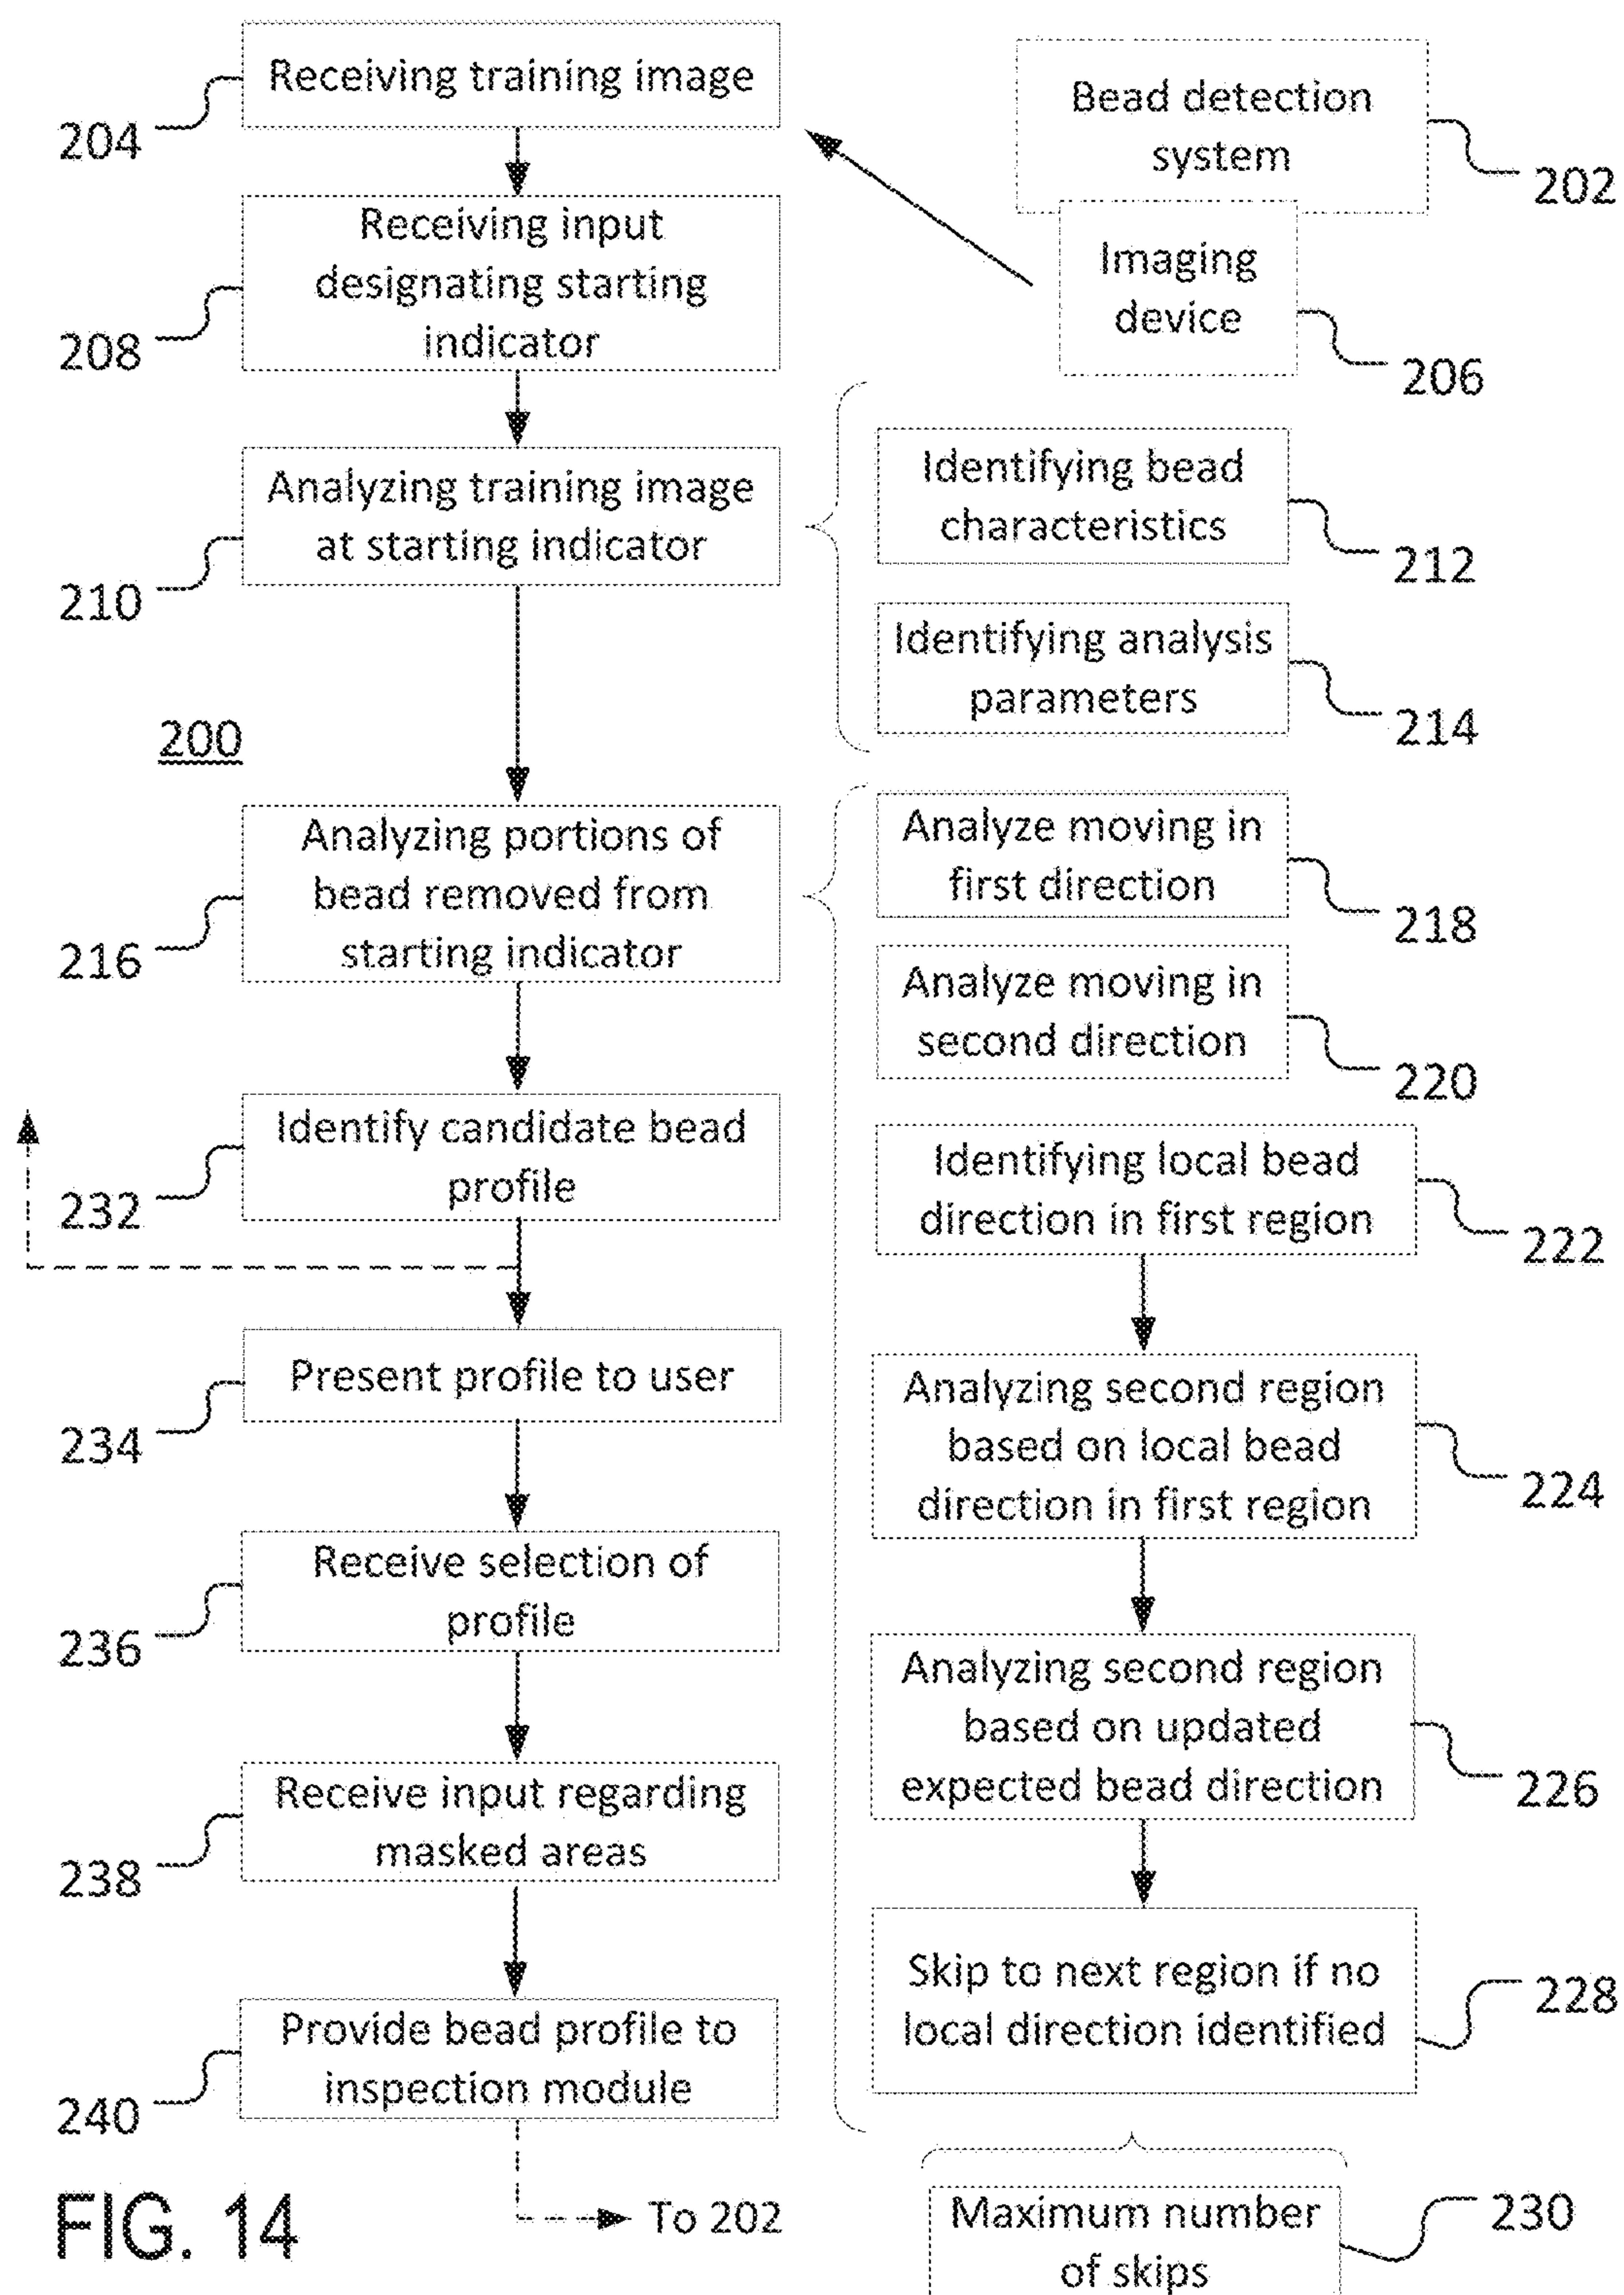 Receiving training image
204
Bead detection
system
202
Imaging
device
206
Receiving input
designating starting
indicator
208
Analyzing training image
at starting indicator
210
Identifying bead
characteristics
212
Identifying analysis
parameters
214
200
Analyzing portions of
bead removed from
starting indicator
216
Analyze moving in
first direction
218
Analyze moving in
second direction
220
Identifying local bead
direction in first region
222
Analyzing second region
based on local bead
direction in first region
224
Analyzing second region
based on updated
expected bead direction
226
Skip to next region if no
local direction identified
228
Maximum number
of skips
230
Identify candidate bead
profile
232
Present profile to user
234
Receive selection of
profile
236
Receive input regarding
masked areas
238
Provide bead profile to
inspection module
240
To 202
FIG. 14